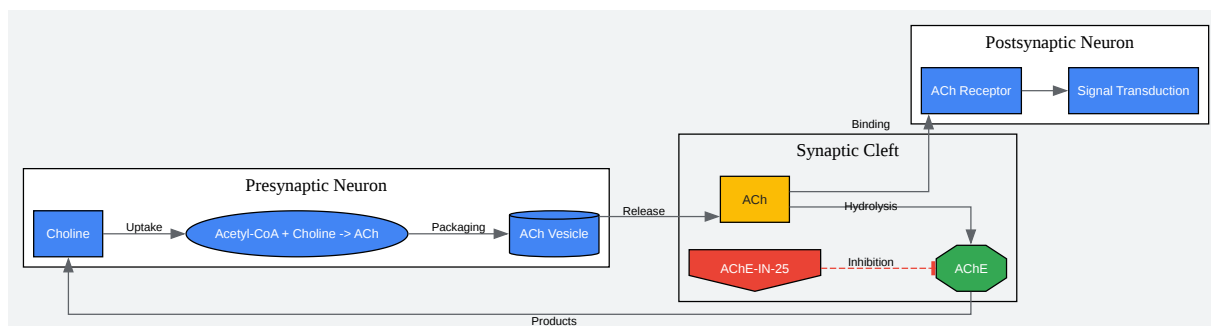 Postsynaptic Neuron
ACh Receptor
Signal Transduction
Binding
Synaptic Cleft
ACh
Hydrolysis
AChE-IN-25
Inhibition
AChE
Presynaptic Neuron
Choline
Uptake
Acetyl-CoA + Choline -> ACh
Packaging
ACh Vesicle
Release
Products